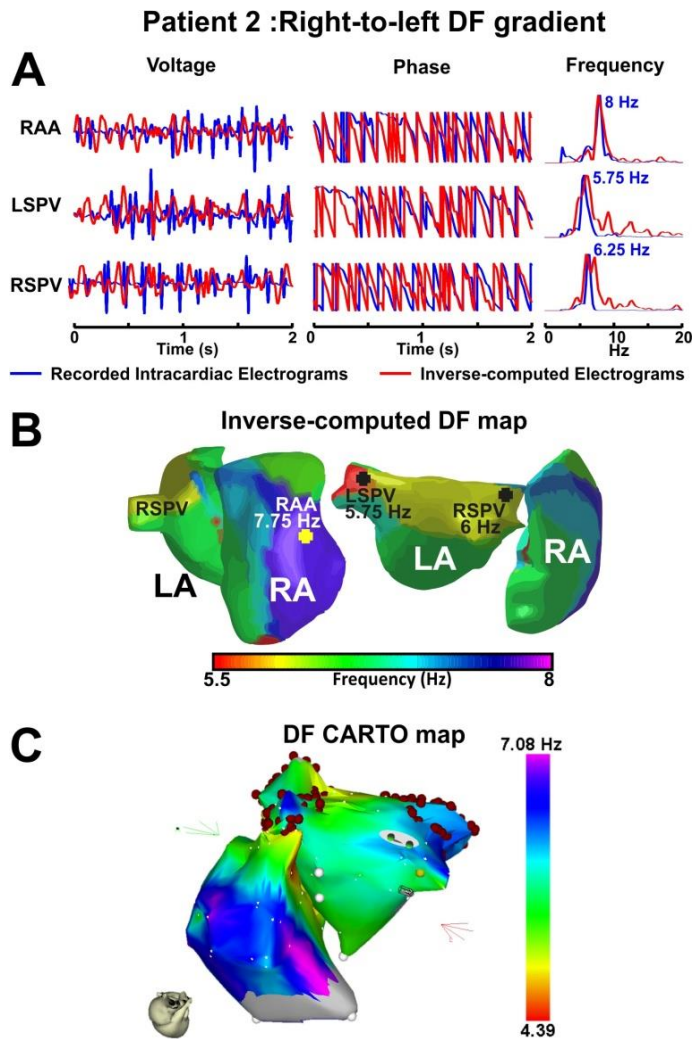 Patient 2 :Right-to-left DF gradient
A
Voltage
Phase
Frequency
RAA
8 Hz
LSPV
5.75 Hz
RSPV
6.25 Hz
0 1 2
Time (s)
0 1 2
Time (s)
0 10 20
Hz
Recorded Intracardiac Electrograms
Inverse-computed Electrograms
B
Inverse-computed DF map
RSPV
RAA
7.75 Hz
LA
RA
LSPV
5.75 Hz
RSPV
6 Hz
LA
RA
5.5
Frequency (Hz)
8
C
DF CARTO map
7.08 Hz
4.39